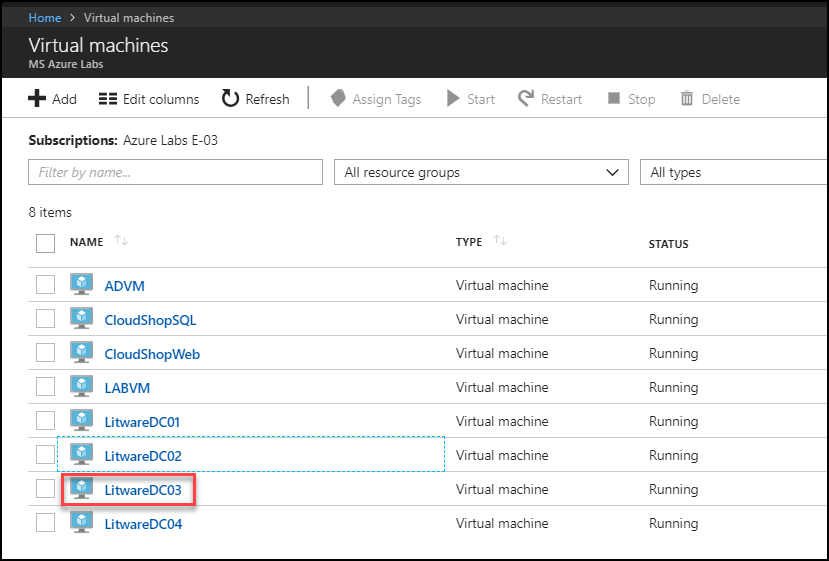 Home > Virtual machines
Virtual machines
MS Azure Labs
Add Edit columns Refresh Assign Tags Start Restart Stop Delete
Subscriptions: Azure Labs E-03
Filter by name... All resource groups All types
8 items
NAME TYPE STATUS
ADVM Virtual machine Running
CloudShopSQL Virtual machine Running
CloudShopWeb Virtual machine Running
LABVM Virtual machine Running
LitwareDC01 Virtual machine Running
LitwareDC02 Virtual machine Running
LitwareDC03 Virtual machine Running
LitwareDC04 Virtual machine Running